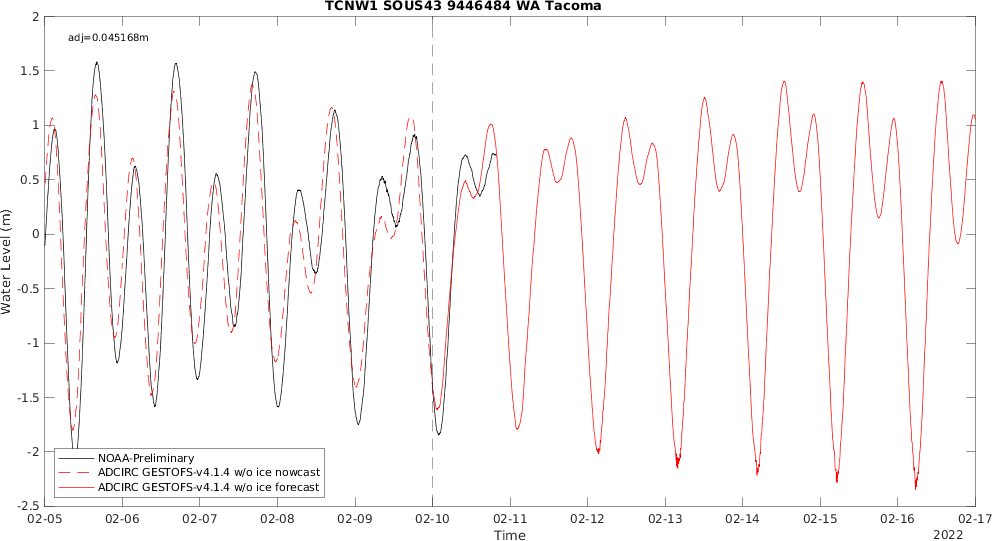 TCNW1 SOUS43 9446484 WA Tacoma
adj=0.045168m
2
1.5
1
0.5
0
-0.5
-1
-1.5
-2
-2.5
Water Level (m)
NOAA-Preliminary
ADCIRC GESTOFS-v4.1.4 w/o ice nowcast
ADCIRC GESTOFS-v4.1.4 w/o ice forecast
02-05 02-06 02-07 02-08 02-09 02-10 02-11 02-12 02-13 02-14 02-15 02-16 02-17
Time
2022